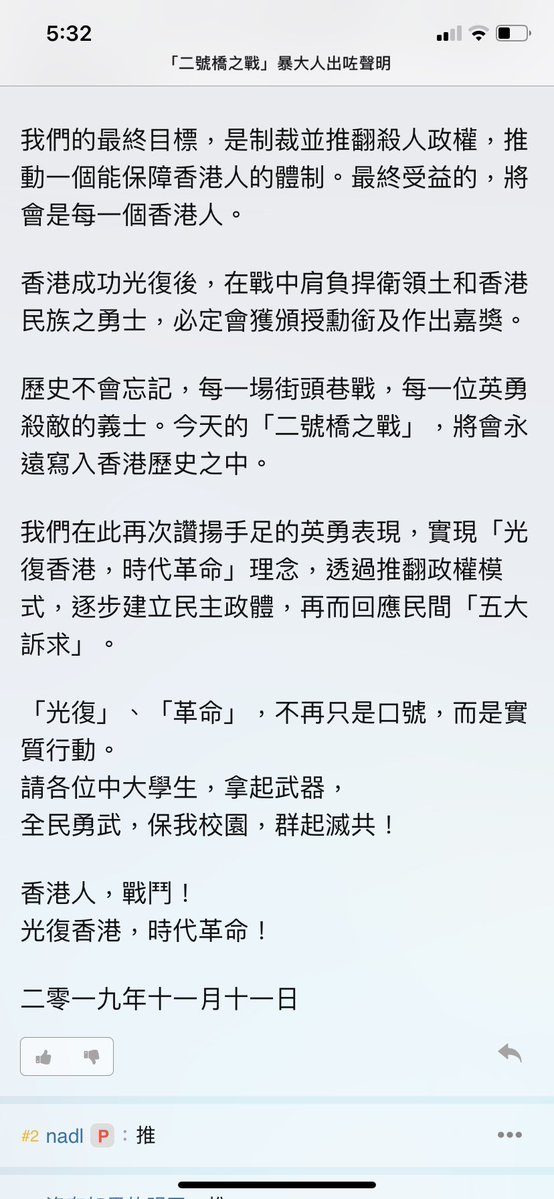 5:32
「二號橋之戰」暴大人出咗聲明
我們的最終目標，是制裁並推翻殺人政權，推
動一個能保障香港人的體制。最終受益的，將
會是每一個香港人。
香港成功光復後，在戰中肩負捍衛領土和香港
民族之勇士，必定會獲頒授勳銜及作出嘉獎。
歷史不會忘記，每一場街頭巷戰，每一位英勇
殺敵的義士。今天的「二號橋之戰」，將會永
遠寫入香港歷史之中。
我們在此再次讚揚手足的英勇表現，實現「光
復香港，時代革命」理念，透過推翻政權模
式，逐步建立民主政體，再而回應民間「五大
訴求」。
「光復」、「革命」，不再只是口號，而是實
質行動。
請各位中大學生，拿起武器，
全民勇武，保我校園，群起滅共！
香港人，戰鬥！
光復香港，時代革命！
二零一九年十一月十一日
#2 nadl P：推